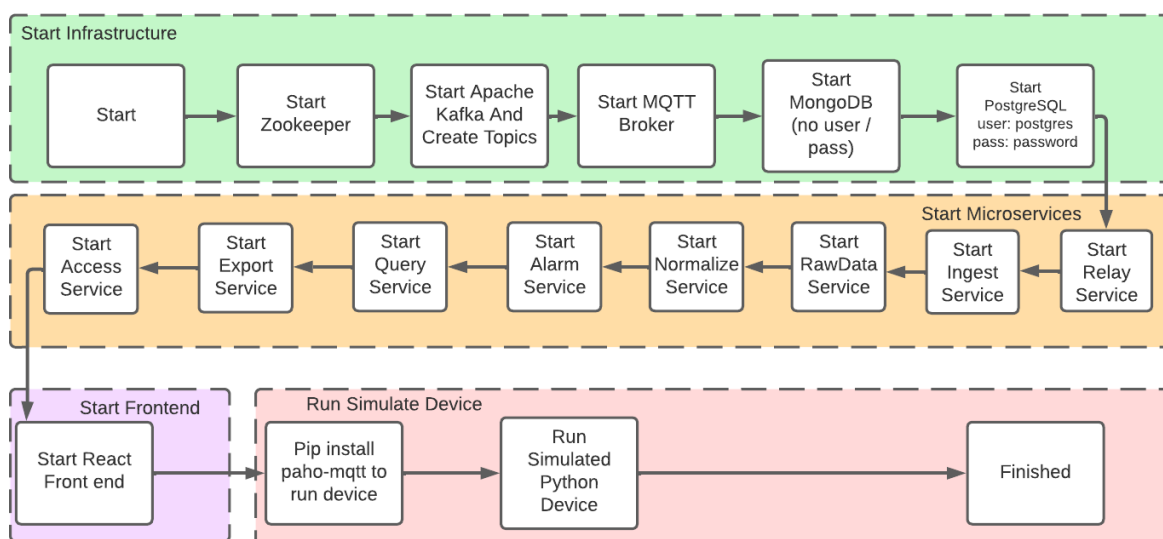 Start Infrastructure
Start
Start
Zookeeper
Start Apache
Kafka And
Create Topics
Start MQTT
Broker
Start
MongoDB
(no user /
pass)
Start
PostgreSQL
user: postgres
pass: password
Start Microservices
Start
Access
Service
Start
Export
Service
Start
Query
Service
Start
Alarm
Service
Start
Normalize
Service
Start
RawData
Service
Start
Ingest
Service
Start
Relay
Service
Start Frontend
Start React
Front end
Run Simulate Device
Pip install
paho-mqtt to
run device
Run
Simulated
Python
Device
Finished